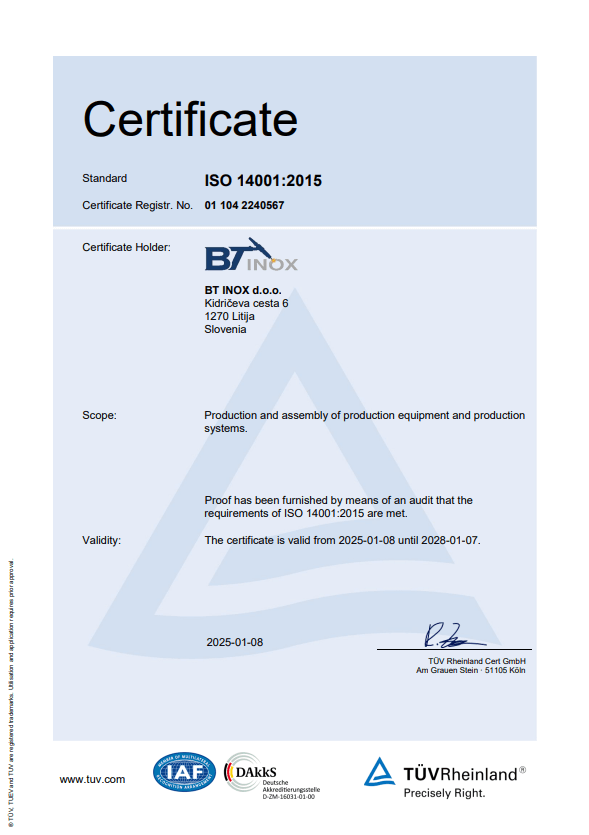 Certificate
Standard ISO 14001:2015
Certificate Registr. No. 01 104 2240567
Certificate Holder:
BT INOX
BT INOX d.o.o.
Kidričeva cesta 6
1270 Litija
Slovenia
Scope: Production and assembly of production equipment and production
systems.
Proof has been furnished by means of an audit that the
requirements of ISO 14001:2015 are met.
Validity: The certificate is valid from 2025-01-08 until 2028-01-07.
2025-01-08
TÜV Rheinland Cert GmbH
Am Grauen Stein · 51105 Köln
www.tuv.com
MEMBER OF MULTILATERAL
IAF
RECOGNITION ARRANGEMENT
DAkkS
Deutsche
Akkreditierungsstelle
D-ZM-16031-01-00
TÜVRheinland®
Precisely Right.
® TÜV, TUEV and TUV are registered trademarks. Utilisation and application requires prior approval.